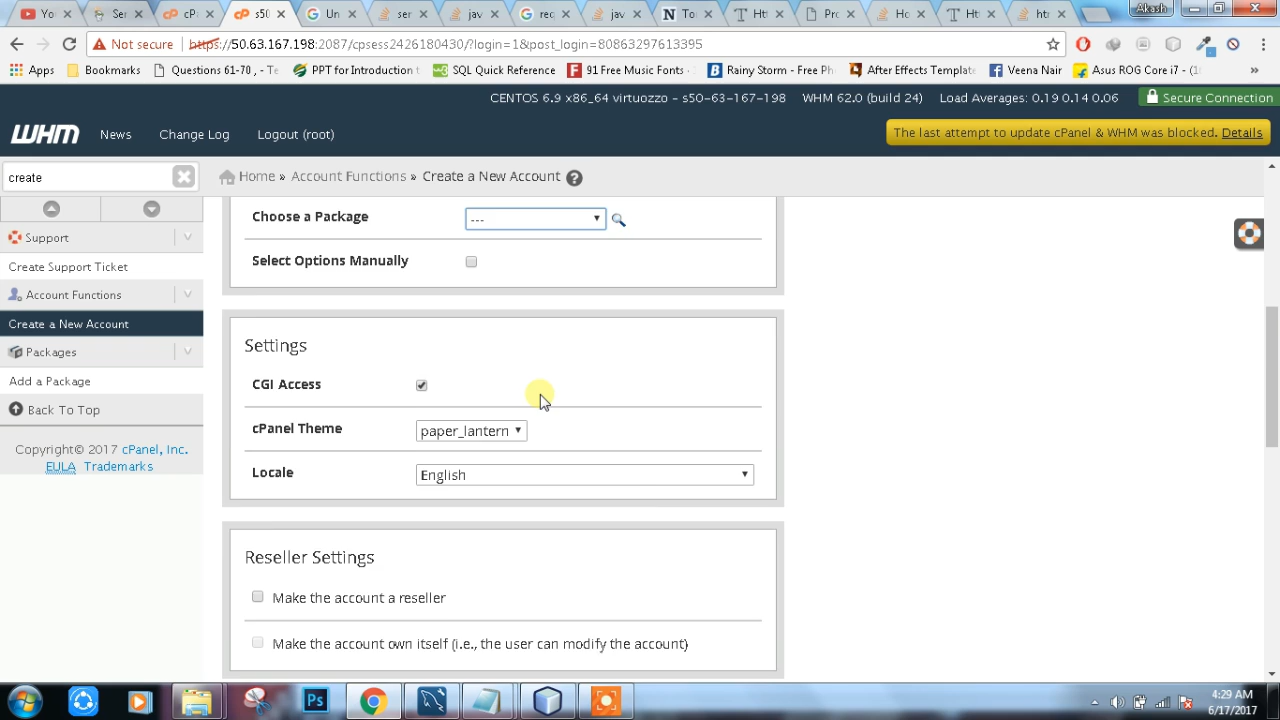 Yo
Ser
cP
s50
Un
ser
jav
rea
jav
To
Htt
Pro
Ho
Htt
htt
Akash
Not secure
https://50.63.167.198:2087/cpsess2426180430/?login=1&post_login=80863297613395
Apps
Bookmarks
Questions 61-70 , - Te
PPT for Introduction t
SQL Quick Reference
91 Free Music Fonts
Rainy Storm - Free Ph
After Effects Template
Veena Nair
Asus ROG Core i7 - (1
»
CENTOS 6.9 x86_64 virtuozzo – s50-63-167-198 WHM 62.0 (build 24) Load Averages: 0.19 0.14 0.06
Secure Connection
WHM
News
Change Log
Logout (root)
The last attempt to update cPanel & WHM was blocked. Details
create
Home » Account Functions » Create a New Account
Support
Create Support Ticket
Account Functions
Create a New Account
Packages
Add a Package
Back To Top
Copyright© 2017 cPanel, Inc.
EULA Trademarks
Choose a Package
---
Select Options Manually
Settings
CGI Access
cPanel Theme
paper_lantern
Locale
English
Reseller Settings
Make the account a reseller
Make the account own itself (i.e., the user can modify the account)
Ps
4:29 AM
6/17/2017